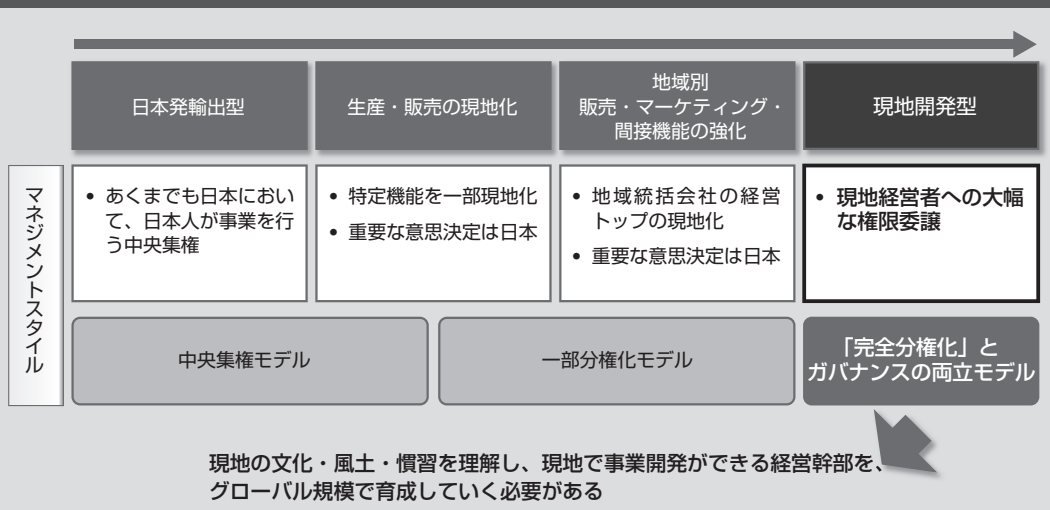 日本発輸出型
生産・販売の現地化
地域別
販売・マーケティング・
間接機能の強化
現地開発型
マネジメントスタイル
• あくまでも日本におい
て、日本人が事業を行
う中央集権
• 特定機能を一部現地化
• 重要な意思決定は日本
• 地域統括会社の経営
トップの現地化
• 重要な意思決定は日本
• 現地経営者への大幅
な権限委譲
中央集権モデル
一部分権化モデル
「完全分権化」と
ガバナンスの両立モデル
現地の文化・風土・慣習を理解し、現地で事業開発ができる経営幹部を、
グローバル規模で育成していく必要がある